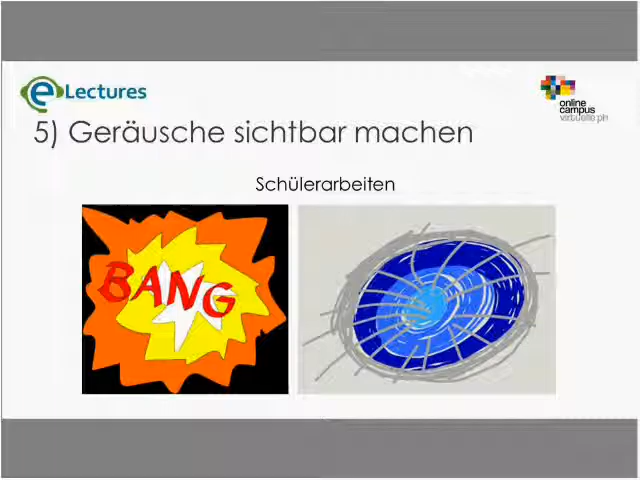 eLectures
online
campus
virtuelle ph
5) Geräusche sichtbar machen
Schülerarbeiten
BANG